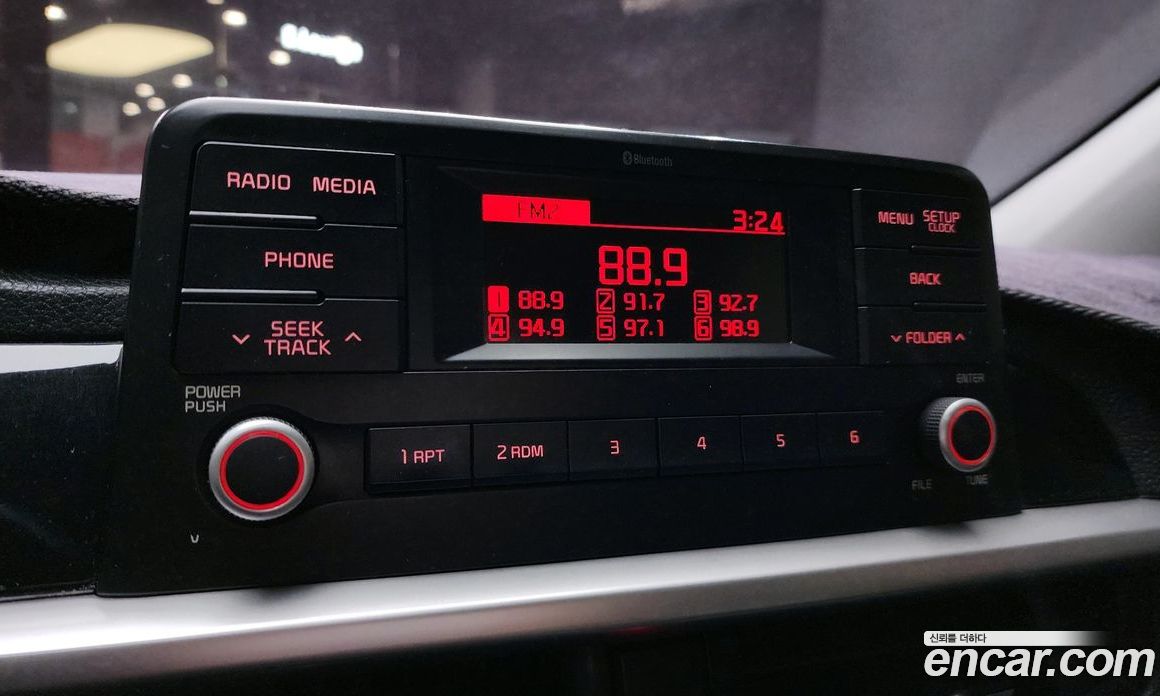 Bluetooth
RADIO MEDIA
PHONE
SEEK
TRACK
FM2
3:24
88.9
1 88.9 2 91.7 3 92.7
4 94.9 5 97.1 6 98.9
MENU SETUP
CLOCK
BACK
FOLDER
POWER
PUSH
V
1 RPT 2 RDM 3 4 5 6
ENTER
FILE TUNE
신뢰를 더하다
encar.com